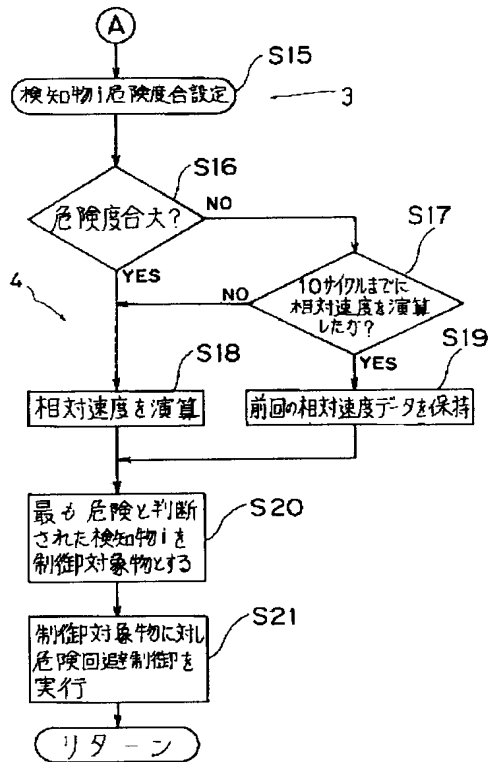 A
S15
検知物i危険度合設定
3
S16
危険度合大?
NO
S17
YES
NO
10サイクルまでに
相対速度を演算
したか?
4
YES
S18
S19
相対速度を演算
前回の相対速度データを保持
最も危険と判断
された検知物iを
制御対象物とする
S20
制御対象物に対し
危険回避制御を
実行
S21
リターン